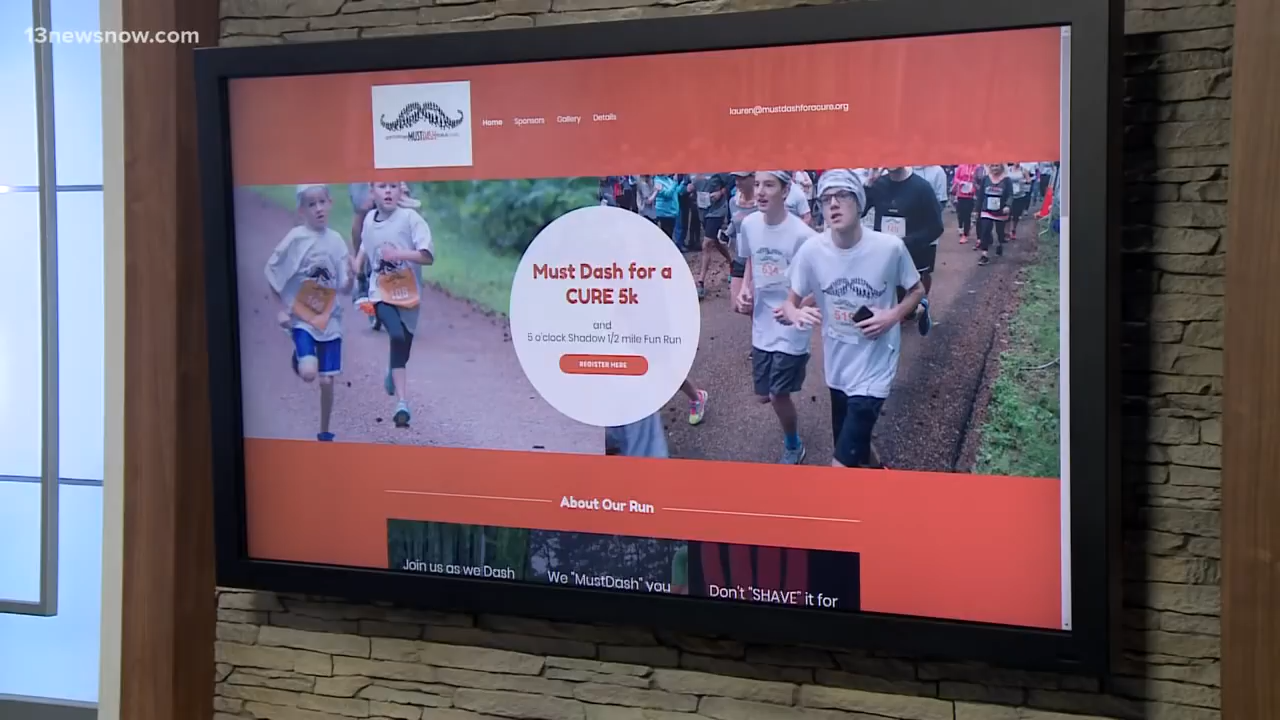 13newsnow.com
MUSTDASH
Home Sponsors Gallery Details
lauren@mustdashforacure.org
Must Dash for a
CURE 5k
and
5 o'clock Shadow 1/2 mile Fun Run
REGISTER HERE
634
About Our Run
Join us as we Dash
We "MustDash" you
Don't "SHAVE" it for